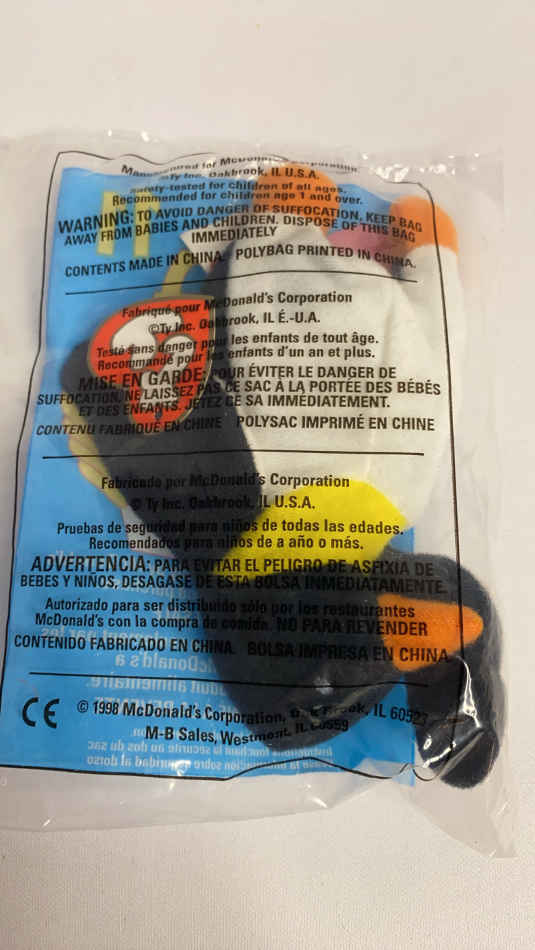 Manufactured for McDonald's Corporation
©Ty Inc. Oakbrook, IL U.S.A.
Safety-tested for children of all ages.
Recommended for children age 1 and over.
WARNING: TO AVOID DANGER OF SUFFOCATION, KEEP BAG
AWAY FROM BABIES AND CHILDREN. DISPOSE OF THIS BAG
IMMEDIATELY
CONTENTS MADE IN CHINA. POLYBAG PRINTED IN CHINA.
Fabriqué pour McDonald's Corporation
©Ty Inc. Oakbrook, IL É.-U.A.
Testé sans danger pour les enfants de tout âge.
Recommandé pour les enfants d'un an et plus.
MISE EN GARDE: POUR ÉVITER LE DANGER DE
SUFFOCATION, NE LAISSEZ PAS CE SAC À LA PORTÉE DES BÉBÉS
ET DES ENFANTS. JETEZ CE SA IMMÉDIATEMENT.
CONTENU FABRIQUÉ EN CHINE POLYSAC IMPRIMÉ EN CHINE
Fabricado por McDonald's Corporation
© Ty Inc. Oakbrook, IL U.S.A.
Pruebas de seguridad para niños de todas las edades.
Recomendados para niños de a año o más.
ADVERTENCIA: PARA EVITAR EL PELIGRO DE ASFIXIA DE
BEBES Y NIÑOS, DESAGASE DE ESTA BOLSA INMEDIATAMENTE.
Autorizado para ser distribuido sólo por los restaurantes
McDonald's con la compra de comida. NO PARA REVENDER
CONTENIDO FABRICADO EN CHINA. BOLSA IMPRESA EN CHINA
CE © 1998 McDonald's Corporation, Oak Brook, IL 60523
M-B Sales, Westmont, IL 60559